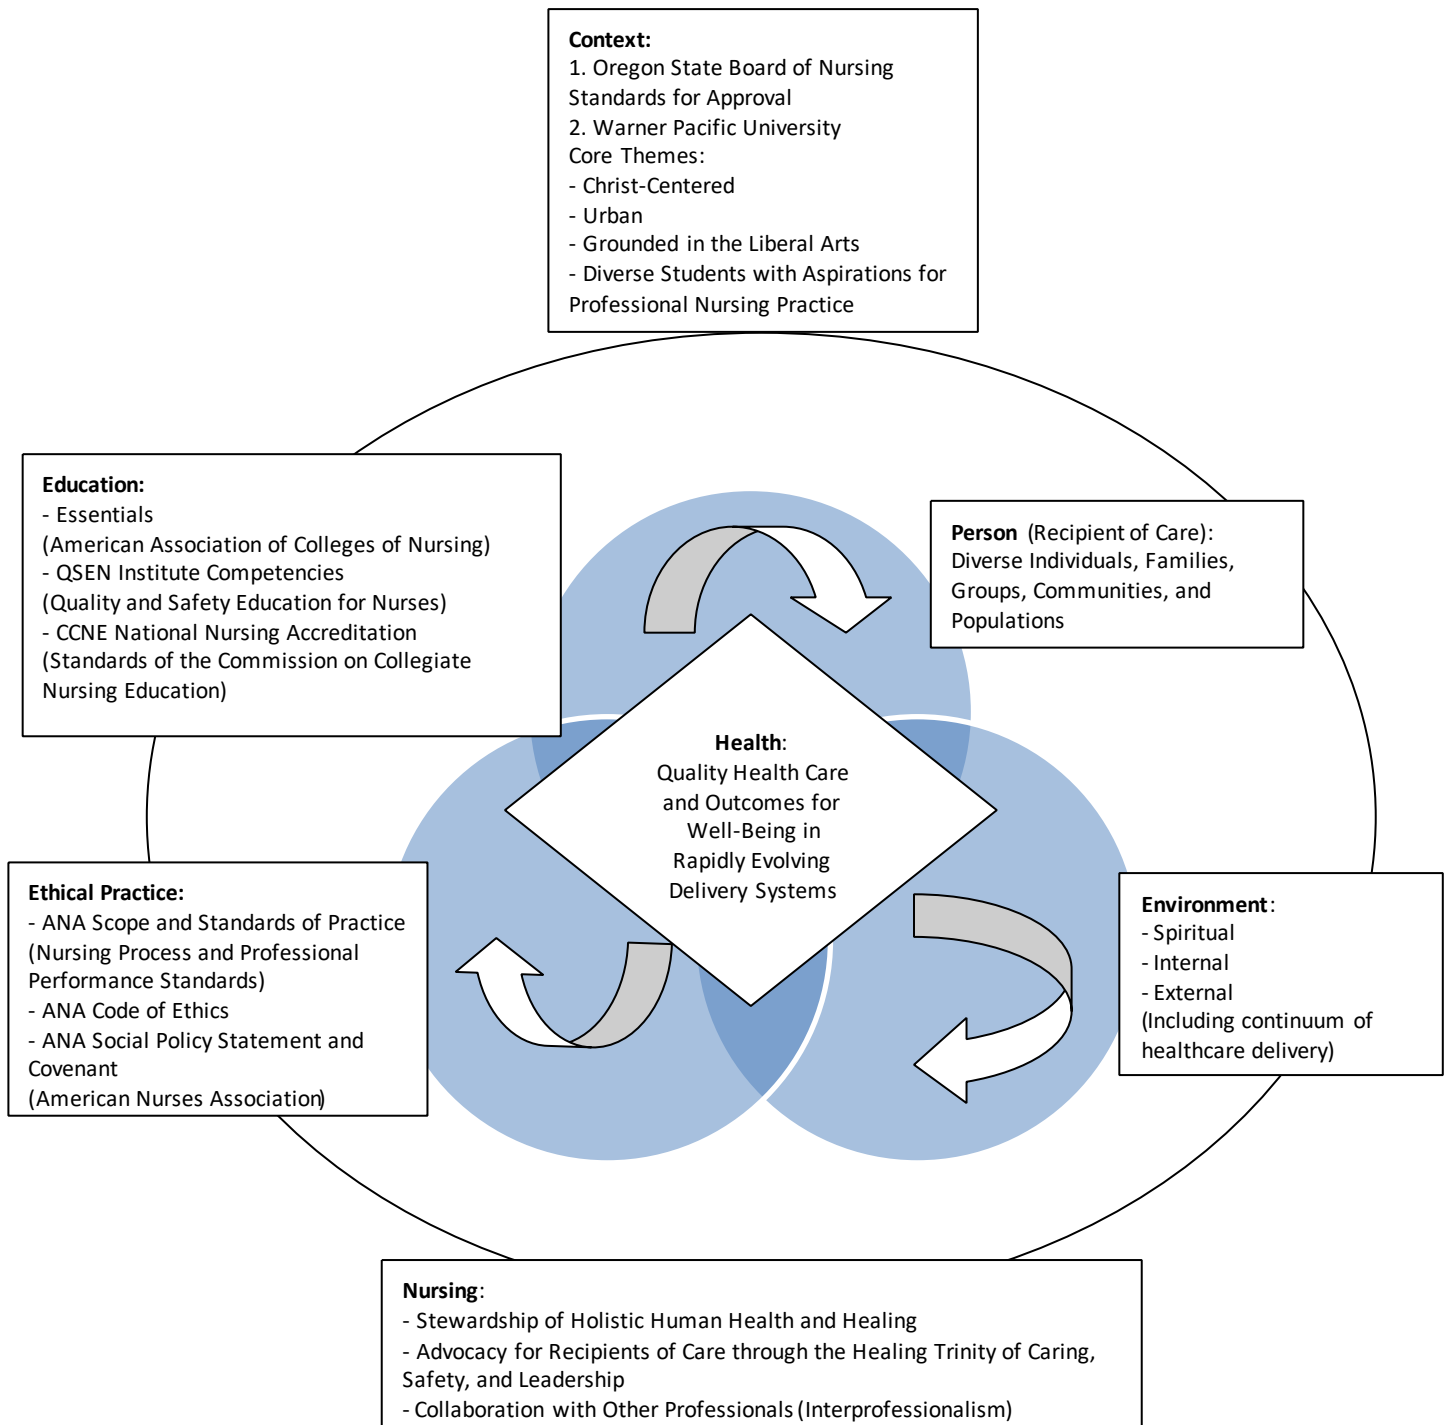 Context:
1. Oregon State Board of Nursing
Standards for Approval
2. Warner Pacific University
Core Themes:
- Christ-Centered
- Urban
- Grounded in the Liberal Arts
- Diverse Students with Aspirations for
Professional Nursing Practice
Education:
- Essentials
(American Association of Colleges of Nursing)
- QSEN Institute Competencies
(Quality and Safety Education for Nurses)
- CCNE National Nursing Accreditation
(Standards of the Commission on Collegiate
Nursing Education)
Person (Recipient of Care):
Diverse Individuals, Families,
Groups, Communities, and
Populations
Health:
Quality Health Care
and Outcomes for
Well-Being in
Rapidly Evolving
Delivery Systems
Ethical Practice:
- ANA Scope and Standards of Practice
(Nursing Process and Professional
Performance Standards)
- ANA Code of Ethics
- ANA Social Policy Statement and
Covenant
(American Nurses Association)
Environment:
- Spiritual
- Internal
- External
(Including continuum of
healthcare delivery)
Nursing:
- Stewardship of Holistic Human Health and Healing
- Advocacy for Recipients of Care through the Healing Trinity of Caring,
Safety, and Leadership
- Collaboration with Other Professionals (Interprofessionalism)